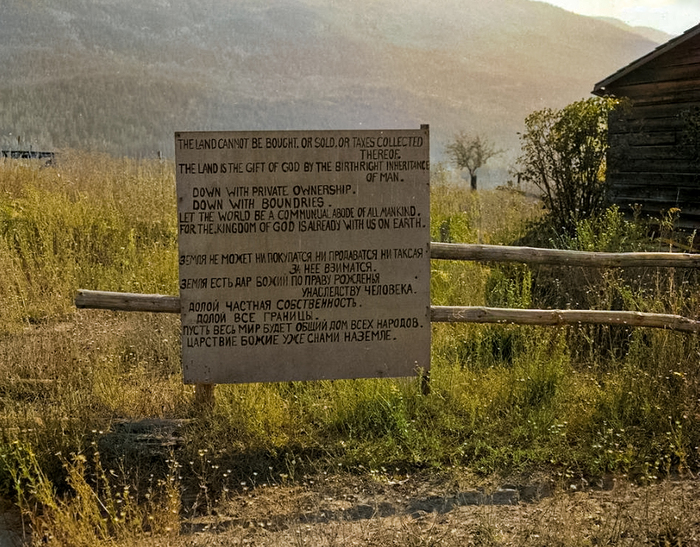 THE LAND CANNOT BE BOUGHT, OR SOLD, OR TAXES COLLECTED
THEREOF.
THE LAND IS THE GIFT OF GOD BY THE BIRTHRIGHT INHERITANCE
OF MAN.
DOWN WITH PRIVATE OWNERSHIP.
DOWN WITH BOUNDRIES.
LET THE WORLD BE A COMMUNUAL ABODE OF ALL MANKIND.
FOR THE KINGDOM OF GOD IS ALREADY WITH US ON EARTH.
ЗЕМЛЯ НЕ МОЖЕТ НИ ПОКУПАТСЯ НИ ПРОДАВАТСЯ НИ ТАКСАЯ
ЗА НЕЕ ВЗИМАТСЯ.
ЗЕМЛЯ ЕСТЬ ДАР БОЖИЙ ПО ПРАВУ РОЖДЕНЬЯ
УНАСЛЕДСТВУ ЧЕЛОВЕКА.
ДОЛОЙ ЧАСТНАЯ СОБСТВЕННОСТЬ.
ДОЛОЙ ВСЕ ГРАНИЦЫ.
ПУСТЬ ВЕСЬ МИР БУДЕТ ОБЩИЙ ДОМ ВСЕХ НАРОДОВ.
ЦАРСТВИЕ БОЖИЕ УЖЕ СНАМИ НАЗЕМЛЕ.